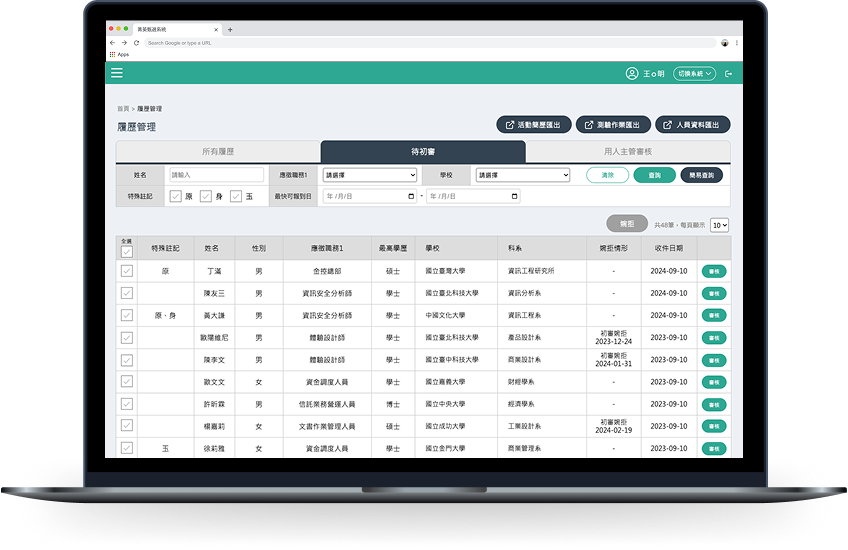 菁英甄選系統
Search Google or type a URL
Apps
王o明
切換系統
首頁 > 履歷管理
履歷管理
活動簡歷匯出
測驗作業匯出
人員資料匯出
所有履歷
待初審
用人主管審核
姓名
請輸入
應徵職務1
請選擇
學校
請選擇
清除
查詢
簡易查詢
特殊註記
原
身
玉
最快可報到日
年 /月/日
-
年 /月/日
婉拒
共48筆，每頁顯示 10
全選 特殊註記 姓名 性別 應徵職務1 最高學歷 學校 科系 婉拒情形 收件日期
原 丁滿 男 金控總部 碩士 國立臺灣大學 資訊工程研究所 - 2024-09-10 審核
陳友三 男 資訊安全分析師 學士 國立臺北科技大學 資訊分析系 - 2024-09-10 審核
原、身 黃大謙 男 資訊安全分析師 學士 中國文化大學 資訊工程系 - 2024-09-10 審核
歐陽維尼 男 體驗設計師 學士 國立臺北科技大學 產品設計系 初審婉拒 2023-12-24 2023-09-10 審核
陳李文 男 體驗設計師 學士 國立臺中科技大學 商業設計系 初審婉拒 2024-01-31 2023-09-10 審核
歐文文 女 資金調度人員 學士 國立嘉義大學 財經學系 - 2023-09-10 審核
許昕霖 男 信託業務營運人員 博士 國立中央大學 經濟學系 - 2023-09-10 審核
楊嘉莉 女 文書作業管理人員 碩士 國立成功大學 工業設計系 初審婉拒 2024-02-19 2023-09-10 審核
玉 徐莉雅 女 資金調度人員 學士 國立金門大學 商業管理系 - 2023-09-10 審核